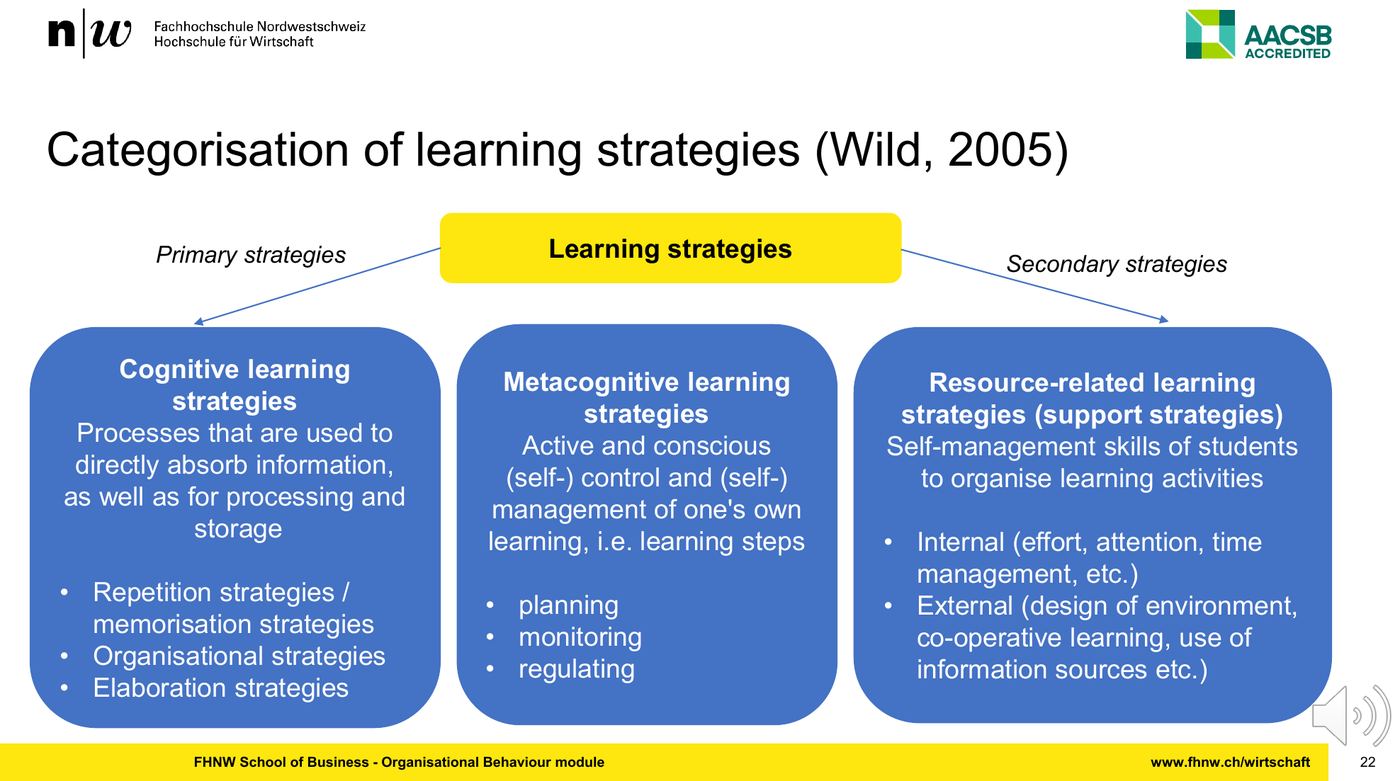 n|w Fachhochschule Nordwestschweiz
Hochschule für Wirtschaft
AACSB
ACCREDITED
Categorisation of learning strategies (Wild, 2005)
Primary strategies
Learning strategies
Secondary strategies
Cognitive learning
strategies
Processes that are used to
directly absorb information,
as well as for processing and
storage
• Repetition strategies /
memorisation strategies
• Organisational strategies
• Elaboration strategies
Metacognitive learning
strategies
Active and conscious
(self-) control and (self-)
management of one's own
learning, i.e. learning steps
• planning
• monitoring
• regulating
Resource-related learning
strategies (support strategies)
Self-management skills of students
to organise learning activities
• Internal (effort, attention, time
management, etc.)
• External (design of environment,
co-operative learning, use of
information sources etc.)
FHNW School of Business - Organisational Behaviour module
www.fhnw.ch/wirtschaft
22